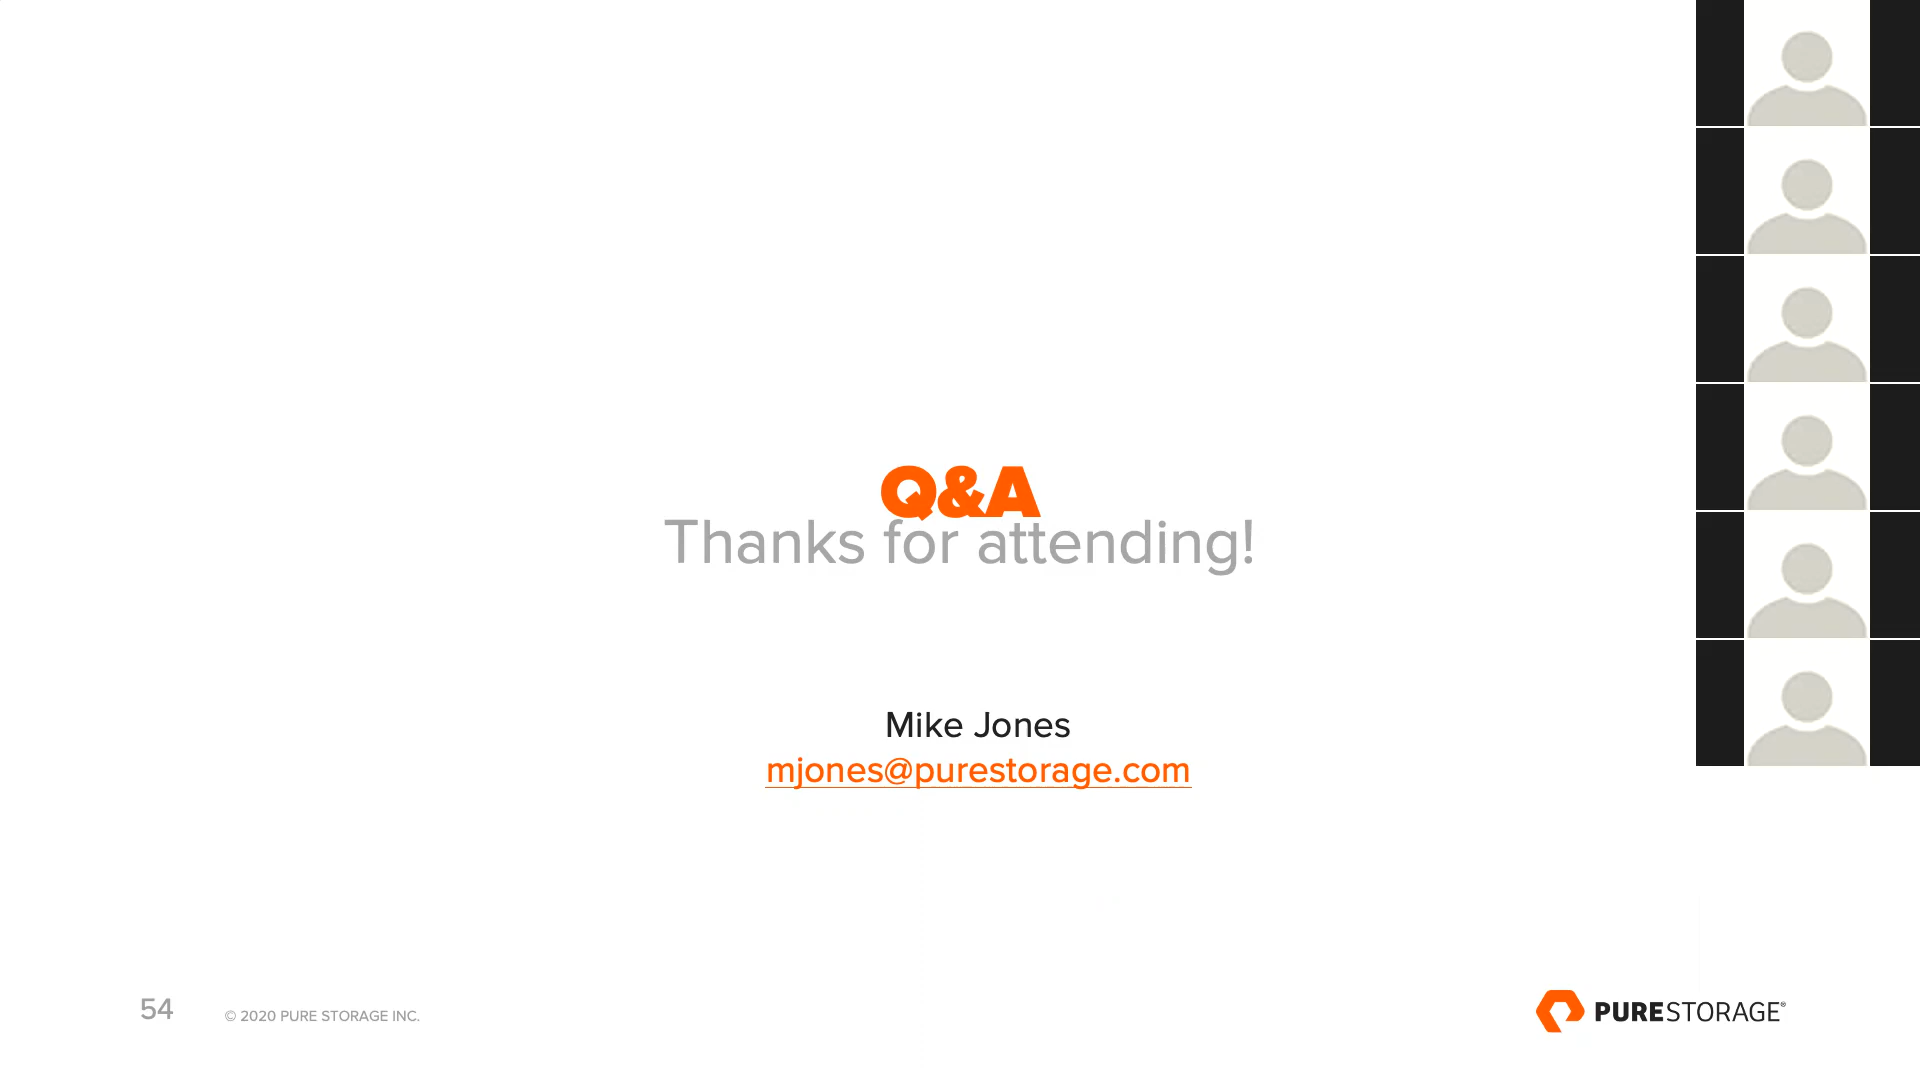 Q&A
Thanks for attending!
Mike Jones
mjones@purestorage.com
54
© 2020 PURE STORAGE INC.
PURESTORAGE®